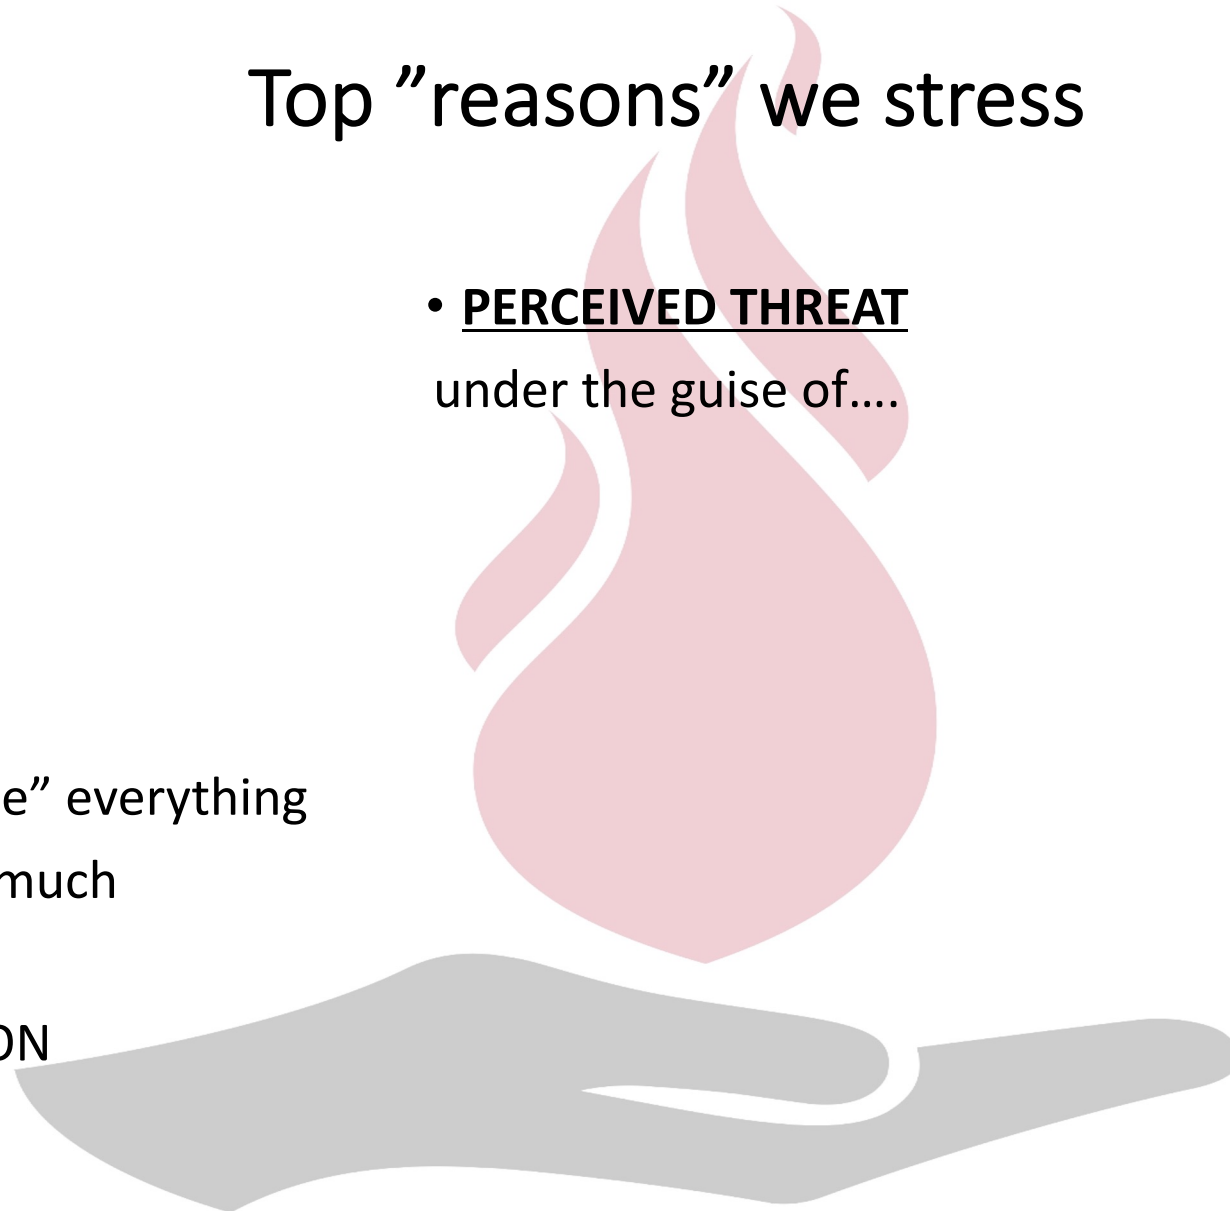 Top ”reasons” we stress
• PERCEIVED THREAT
under the guise of….
e” everything
much
ON